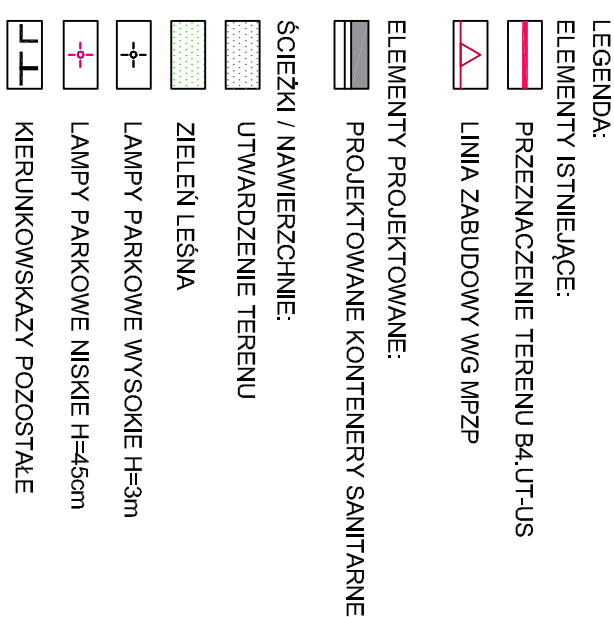 LEGENDA:
ELEMENTY ISTNIEJĄCE:
PRZEZNACZENIE TERENU B4.UT-US
LINIA ZABUDOWY WG MPZP
ELEMENTY PROJEKTOWANE:
PROJEKTOWANE KONTENERY SANITARNE
ŚCIEŻKI / NAWIERZCHNIE:
UTWARDZENIE TERENU
ZIELEŃ LEŚNA
LAMPY PARKOWE WYSOKIE H=3m
LAMPY PARKOWE NISKIE H=45cm
KIERUNKOWSKAZY POZOSTAŁE